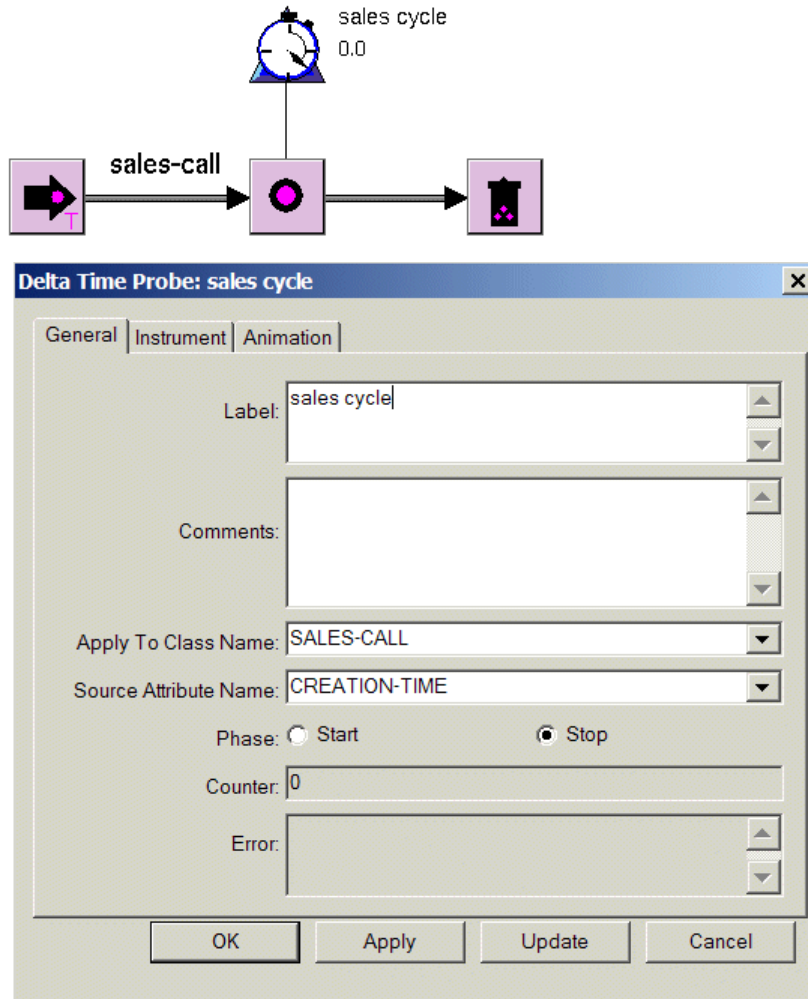 sales cycle
0.0
sales-call
T
Delta Time Probe: sales cycle
General Instrument Animation
Label: sales cycle
Comments:
Apply To Class Name: SALES-CALL
Source Attribute Name: CREATION-TIME
Phase: Start Stop
Counter: 0
Error:
OK Apply Update Cancel